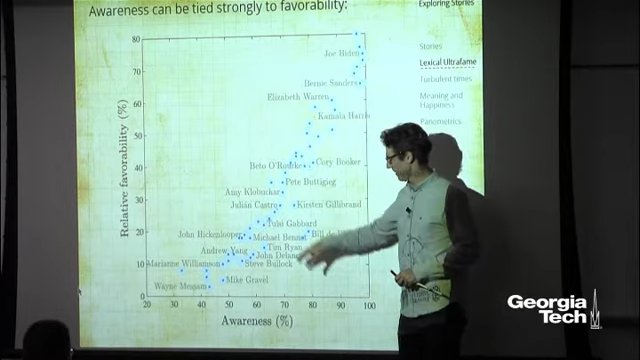 Awareness can be tied strongly to favorability:
Exploring Stories
Stories
Lexical Ultrafame
Turbulent times
Meaning and
Happiness
Panometrics
Relative favorability (%)
80
70
60
50
40
30
20
10
0
Joe Biden
Bernie Sanders
Elizabeth Warren
Kamala Harris
Beto O'Rourke
Cory Booker
Pete Buttigieg
Amy Klobuchar
Julián Castro
Kirsten Gillibrand
Tulsi Gabbard
John Hickenlooper
Michael Bennet
Bill de
Tim Ryan
Andrew Yang
John Delaney
Marianne Williamson
Steve Bullock
Mike Gravel
Wayne Messam
20
30
40
50
60
70
80
90
100
Awareness (%)
Georgia
Tech